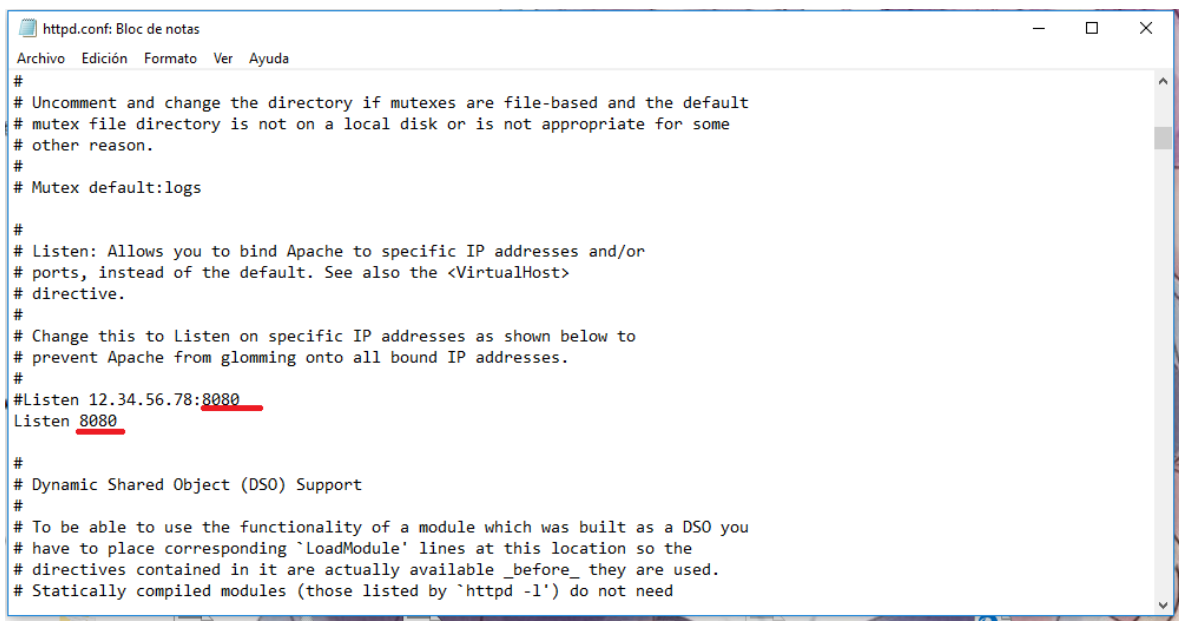 httpd.conf: Bloc de notas
Archivo Edición Formato Ver Ayuda
#
# Uncomment and change the directory if mutexes are file-based and the default
# mutex file directory is not on a local disk or is not appropriate for some
# other reason.
#
# Mutex default:logs
#
# Listen: Allows you to bind Apache to specific IP addresses and/or
# ports, instead of the default. See also the <VirtualHost>
# directive.
#
# Change this to Listen on specific IP addresses as shown below to
# prevent Apache from glomming onto all bound IP addresses.
#
#Listen 12.34.56.78:8080
Listen 8080
#
# Dynamic Shared Object (DSO) Support
#
# To be able to use the functionality of a module which was built as a DSO you
# have to place corresponding `LoadModule' lines at this location so the
# directives contained in it are actually available _before_ they are used.
# Statically compiled modules (those listed by `httpd -l') do not need